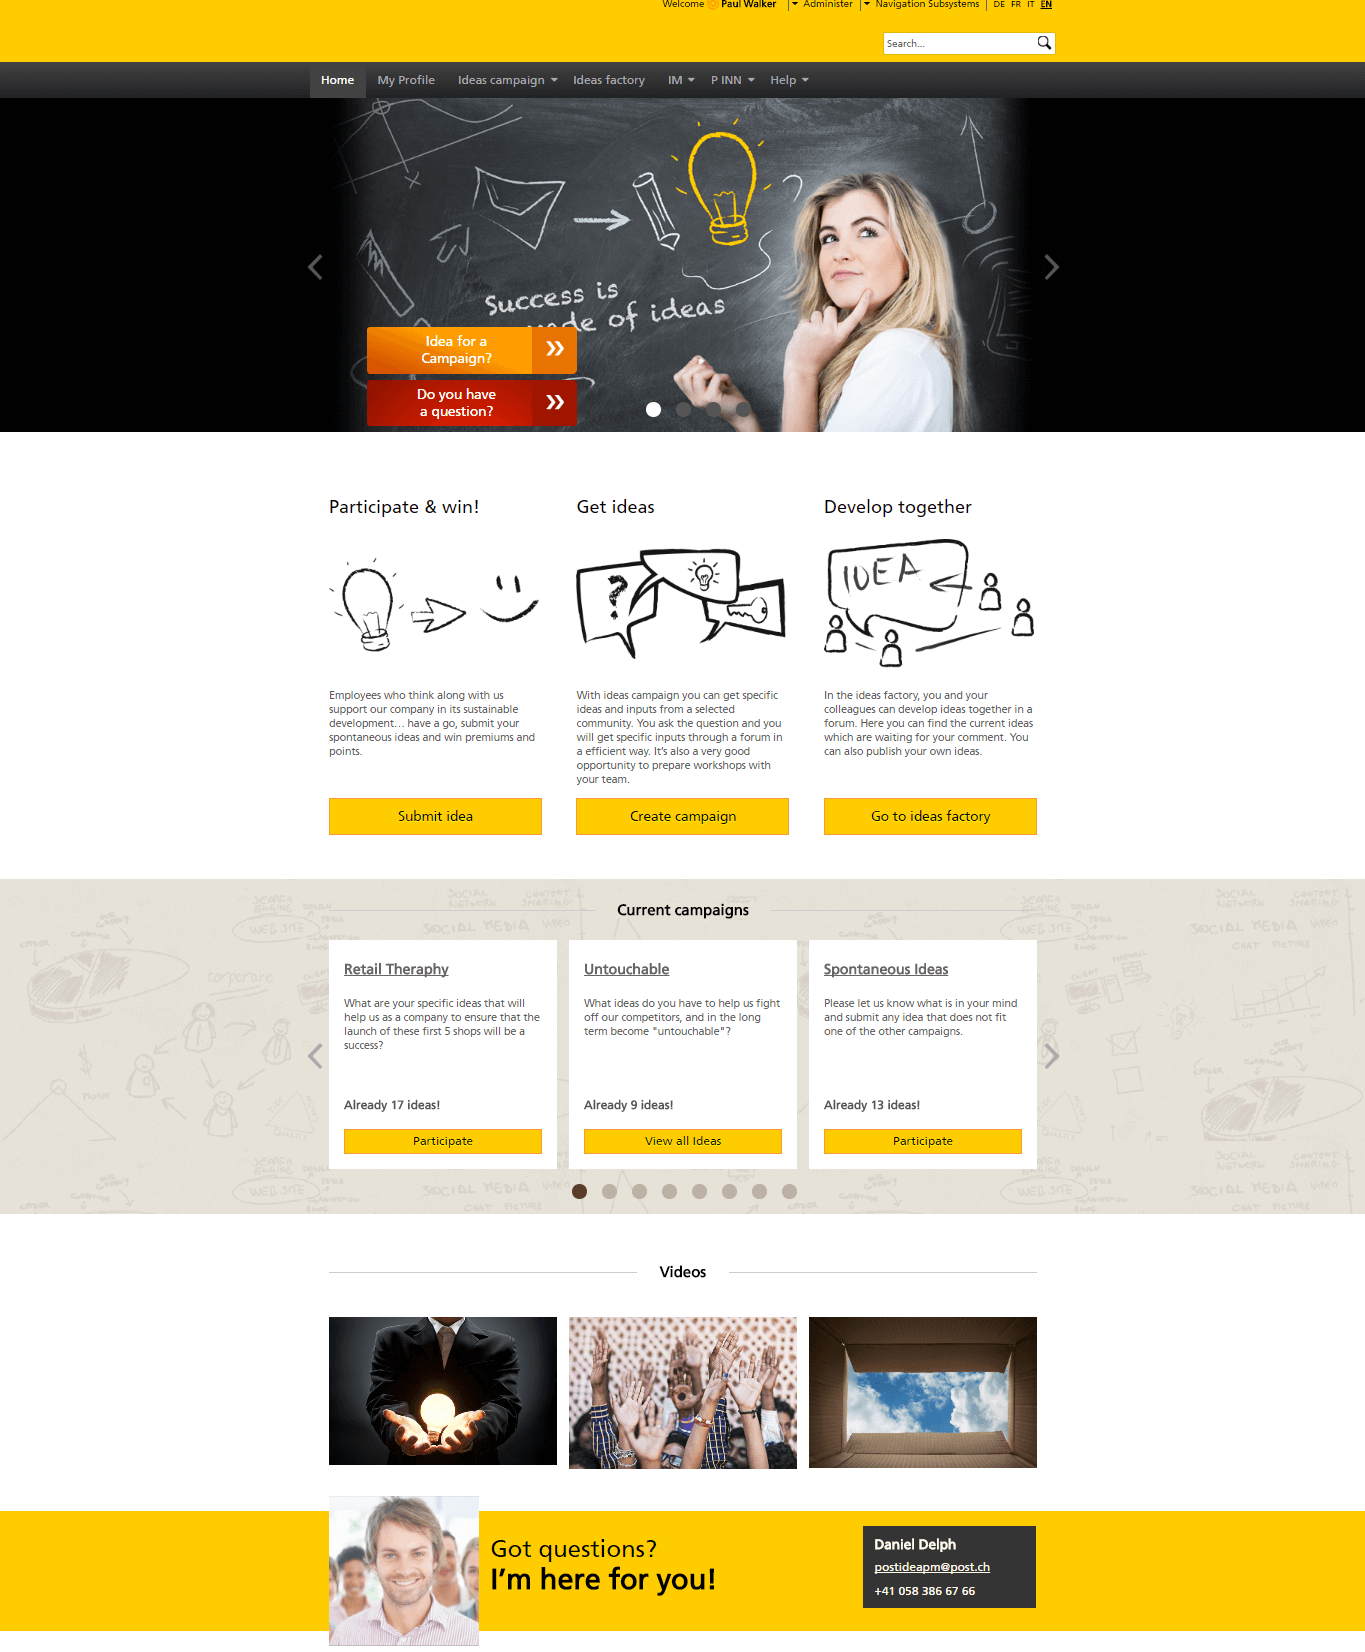 Welcome Paul Walker Administer Navigation Subsystems DE FR IT EN
Search...
Home My Profile Ideas campaign Ideas factory IM P INN Help
Success is
made of ideas
Idea for a
Campaign?
Do you have
a question?
Participate & win!
IDEA
Employees who think along with us
support our company in its sustainable
development... have a go, submit your
spontaneous ideas and win premiums and
points.
Submit idea
Get ideas
?
With ideas campaign you can get specific
ideas and inputs from a selected
community. You ask the question and you
will get specific inputs through a forum in
a efficient way. It's also a very good
opportunity to prepare workshops with
your team.
Create campaign
Develop together
In the ideas factory, you and your
colleagues can develop ideas together in a
forum. Here you can find the current ideas
which are waiting for your comment. You
can also publish your own ideas.
Go to ideas factory
Current campaigns
SOCIAL MEDIA
WEB SITE
corporate
Retail Theraphy
What are your specific ideas that will
help us as a company to ensure that the
launch of these first 5 shops will be a
success?
Already 17 ideas!
Participate
Untouchable
What ideas do you have to help us fight
off our competitors, and in the long
term become "untouchable"?
Already 9 ideas!
View all Ideas
Spontaneous Ideas
Please let us know what is in your mind
and submit any idea that does not fit
one of the other campaigns.
Already 13 ideas!
Participate
Videos
Got questions?
I'm here for you!
Daniel Delph
postideapm@post.ch
+41 058 386 67 66